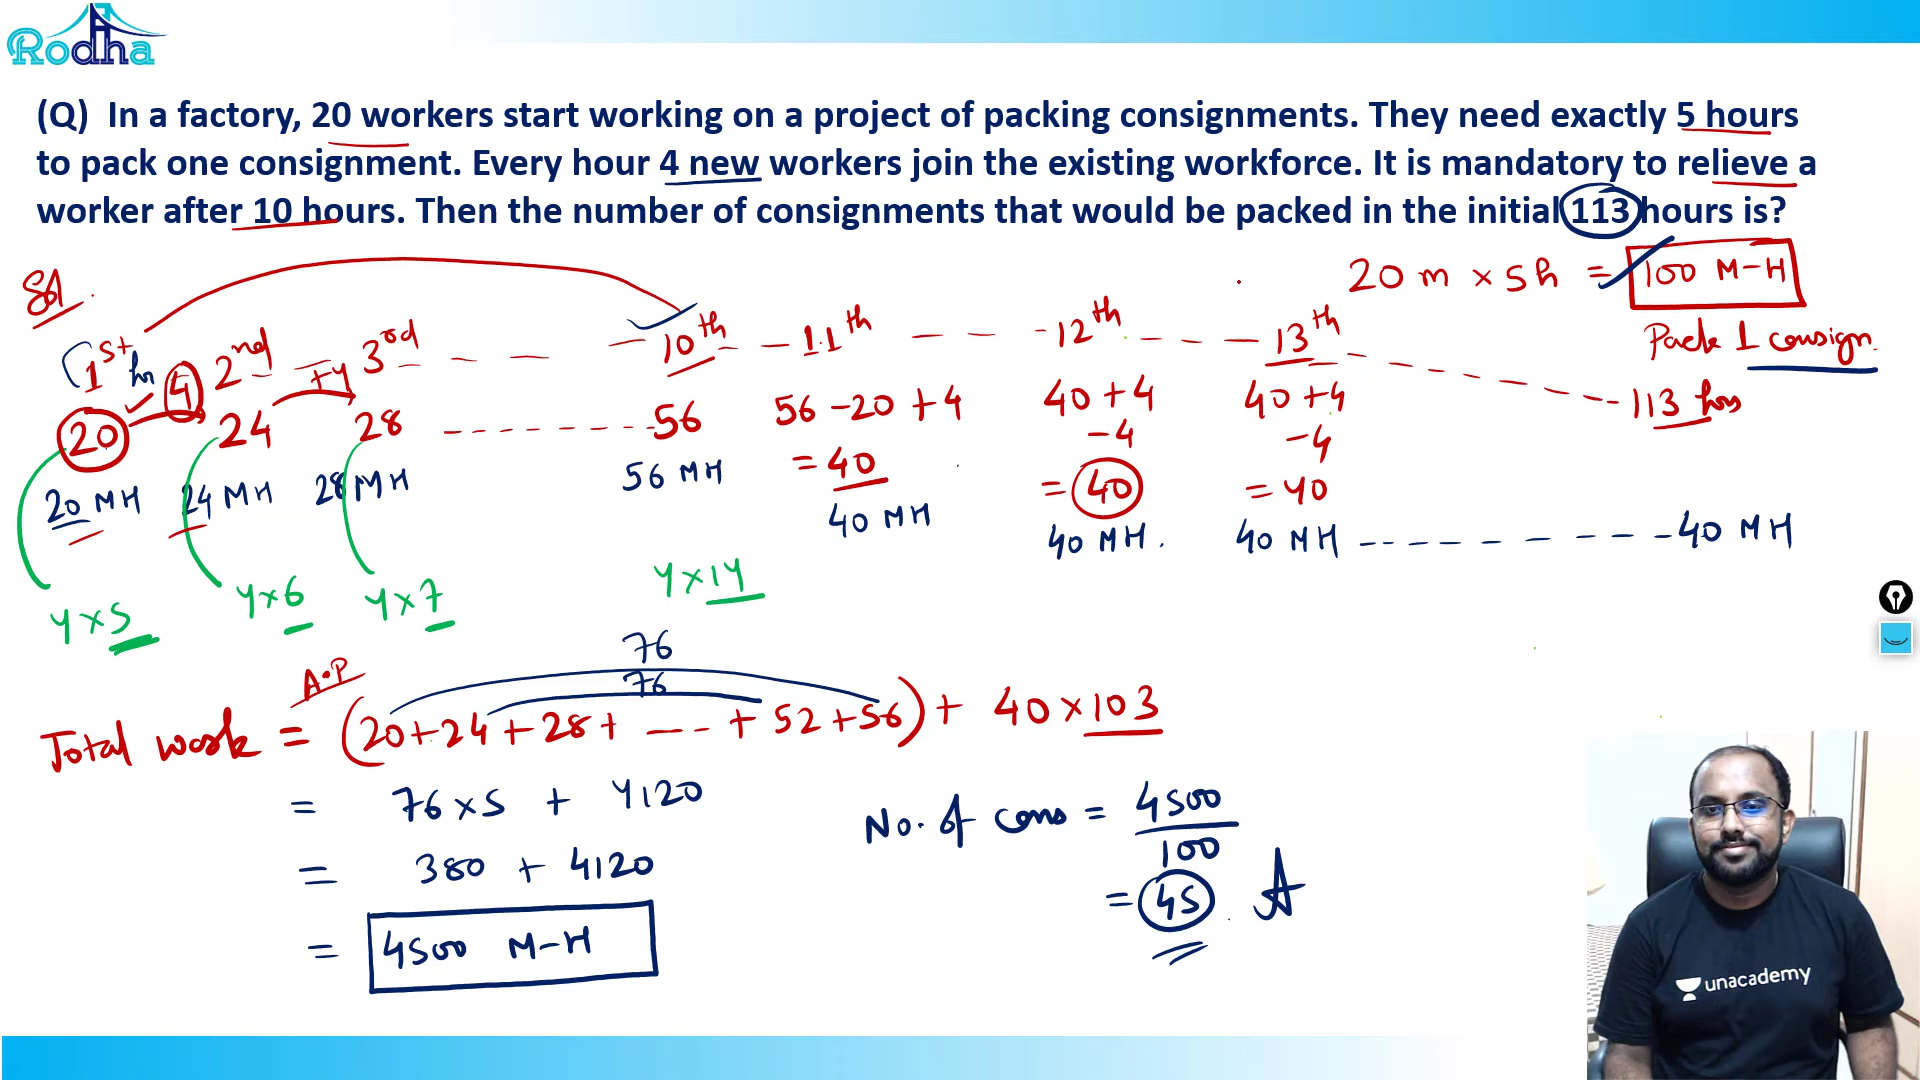 Rodha
(Q) In a factory, 20 workers start working on a project of packing consignments. They need exactly 5 hours
to pack one consignment. Every hour 4 new workers join the existing workforce. It is mandatory to relieve a
worker after 10 hours. Then the number of consignments that would be packed in the initial 113 hours is?
Sol.
20 m × 5 h = 100 M-H
Pack 1 consign.
1st hr 4 2nd +4 3rd 10th 11th 12th 13th 113 hrs
20 24 28 56 56 - 20 + 4 40 + 4 40 + 4
- 4 - 4
= 40 = 40 = 40
20 MH 24 MH 28 MH 56 MH 40 MH 40 MH. 40 MH 40 MH
4 × 5 4 × 6 4 × 7 4 × 14
76
A.P 76
Total work = (20 + 24 + 28 + --- + 52 + 56) + 40 × 103
= 76 × 5 + 4120
= 380 + 4120
= 4500 M-H
No. of cons = 4500
100
= 45 A
unacademy